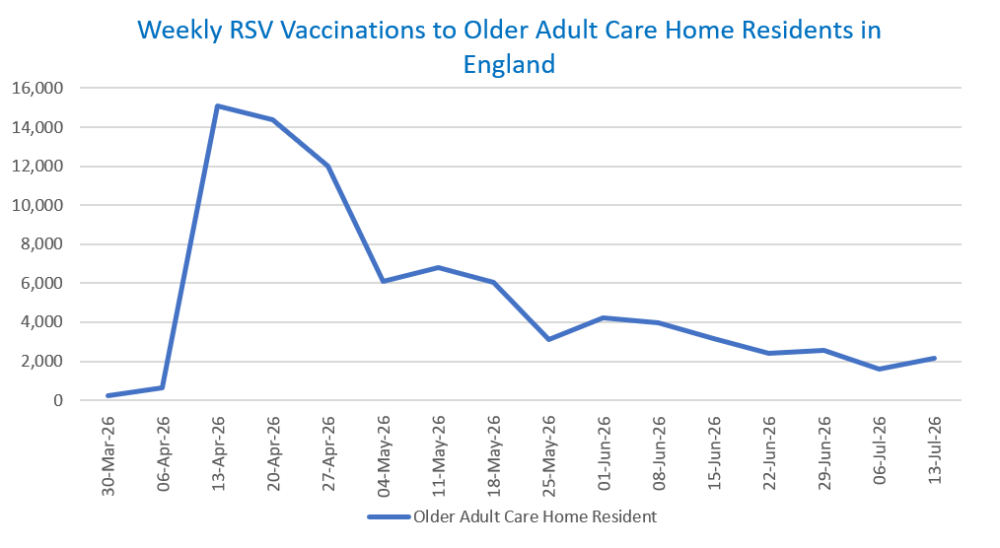 Weekly RSV Vaccinations to Older Adult Care Home Residents in
England
16,000
14,000
12,000
10,000
8,000
6,000
4,000
2,000
0
30-Mar-26
06-Apr-26
13-Apr-26
20-Apr-26
27-Apr-26
04-May-26
11-May-26
18-May-26
25-May-26
01-Jun-26
08-Jun-26
15-Jun-26
22-Jun-26
29-Jun-26
06-Jul-26
13-Jul-26
Older Adult Care Home Resident